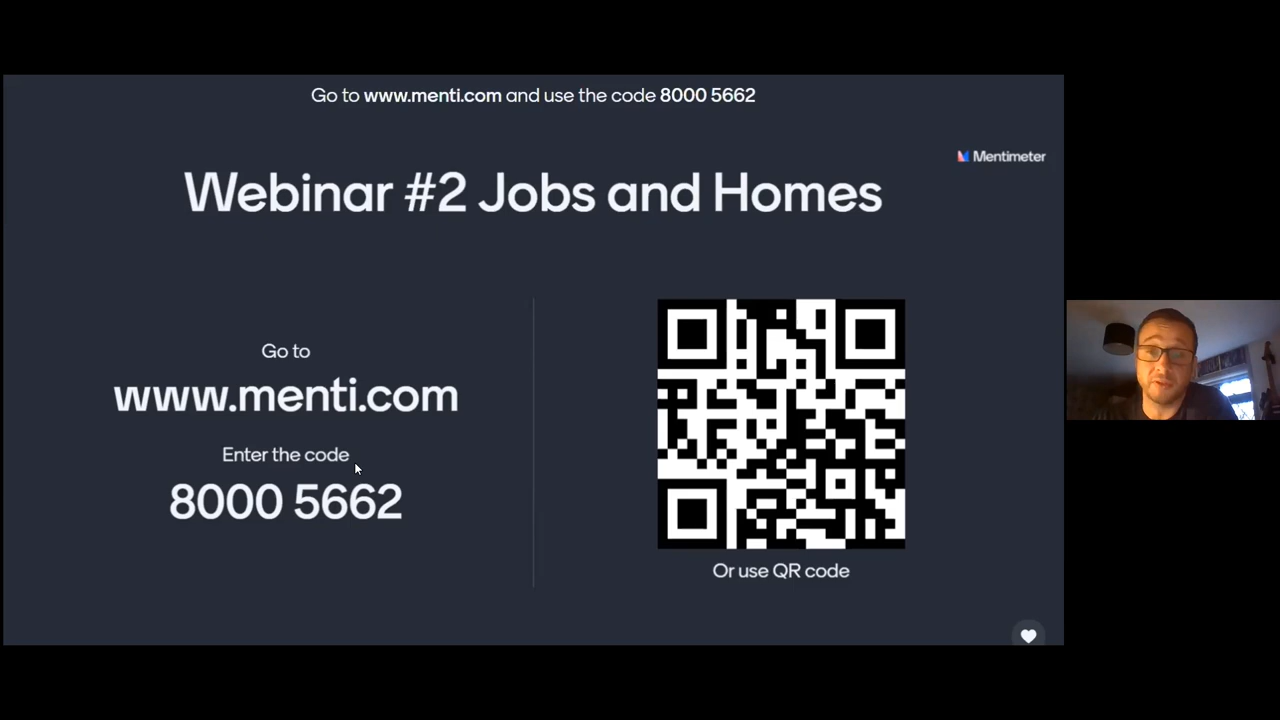 Go to www.menti.com and use the code 8000 5662
Mentimeter
Webinar #2 Jobs and Homes
Go to
www.menti.com
Enter the code
8000 5662
Or use QR code